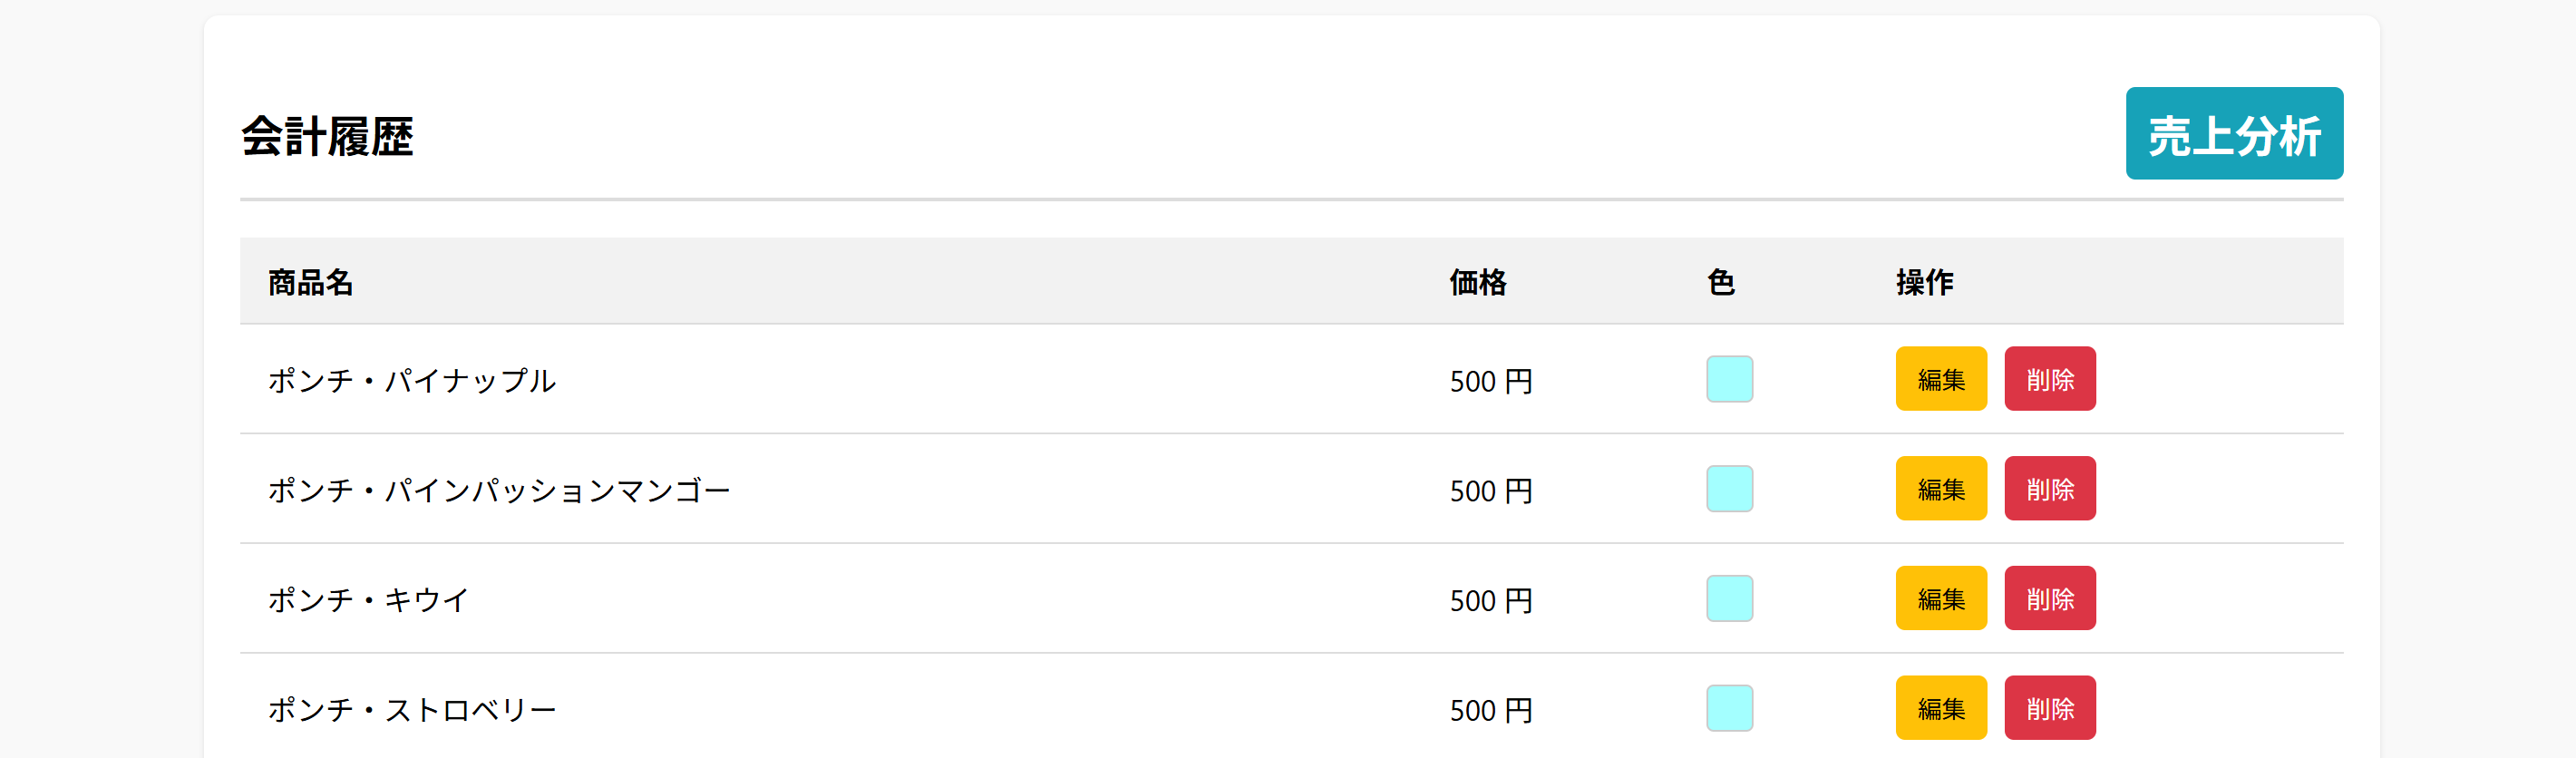 会計履歴 売上分析
商品名 価格 色 操作
ポンチ・パイナップル 500 円 編集 削除
ポンチ・パインパッションマンゴー 500 円 編集 削除
ポンチ・キウイ 500 円 編集 削除
ポンチ・ストロベリー 500 円 編集 削除